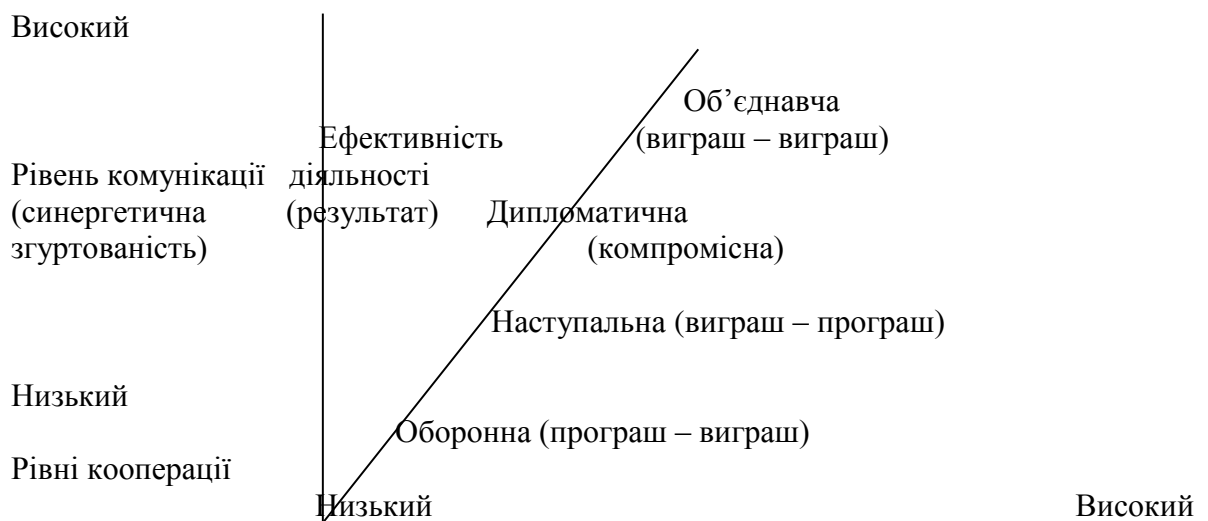 Високий
Об’єднавча
Ефективність (виграш – виграш)
Рівень комунікації діяльності
(синергетична (результат) Дипломатична
згуртованість) (компромісна)
Наступальна (виграш – програш)
Низький
Оборонна (програш – виграш)
Рівні кооперації
Низький Високий